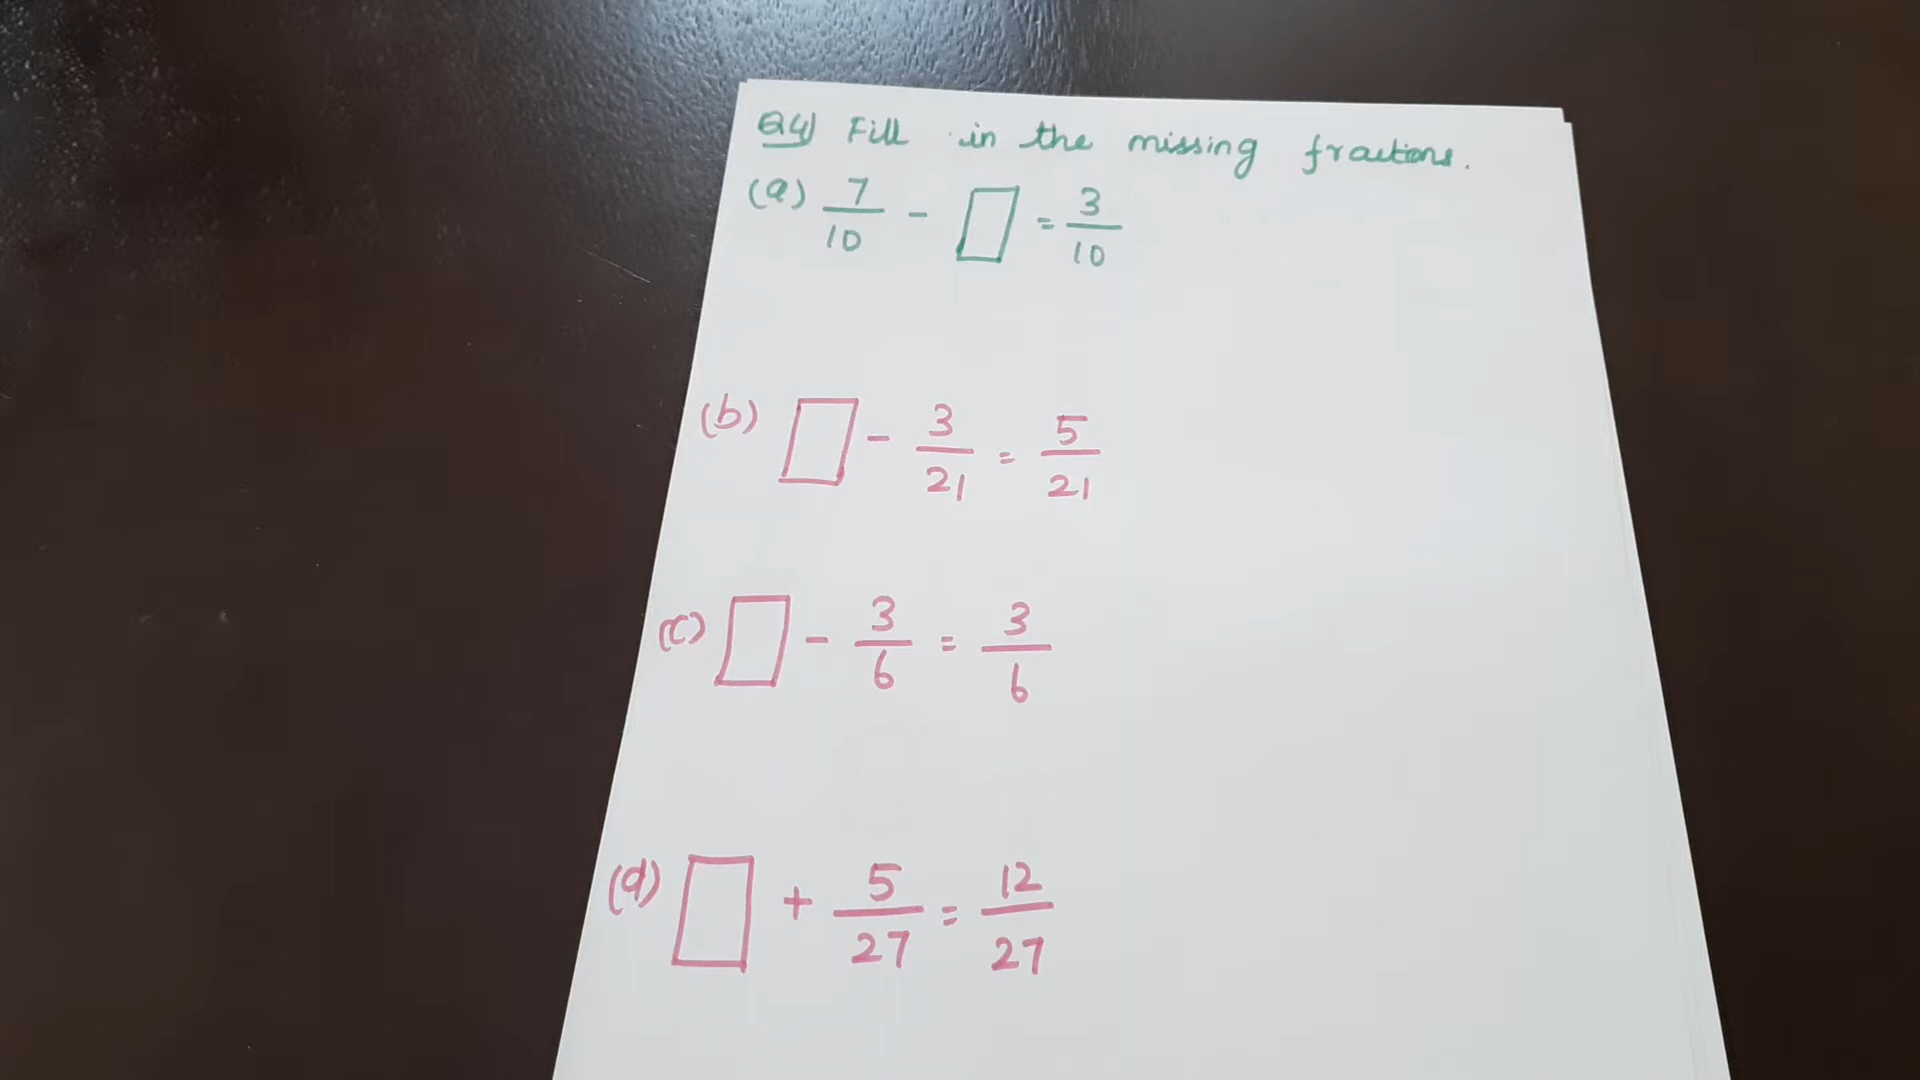 Q4) Fill in the missing fractions.
(a) 7/10 - □ = 3/10
(b) □ - 3/21 = 5/21
(c) □ - 3/6 = 3/6
(d) □ + 5/27 = 12/27